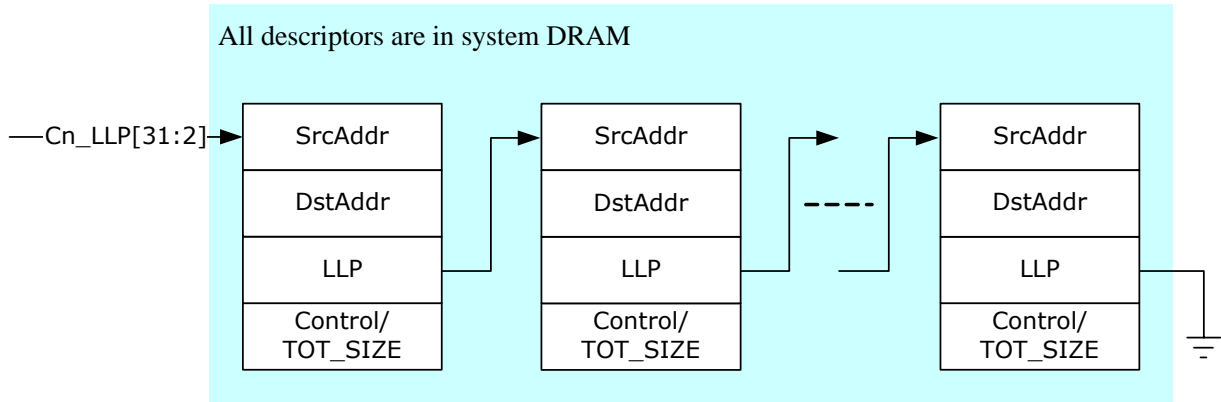 All descriptors are in system DRAM
Cn_LLP[31:2]
SrcAddr
DstAddr
LLP
Control/
TOT_SIZE
SrcAddr
DstAddr
LLP
Control/
TOT_SIZE
SrcAddr
DstAddr
LLP
Control/
TOT_SIZE